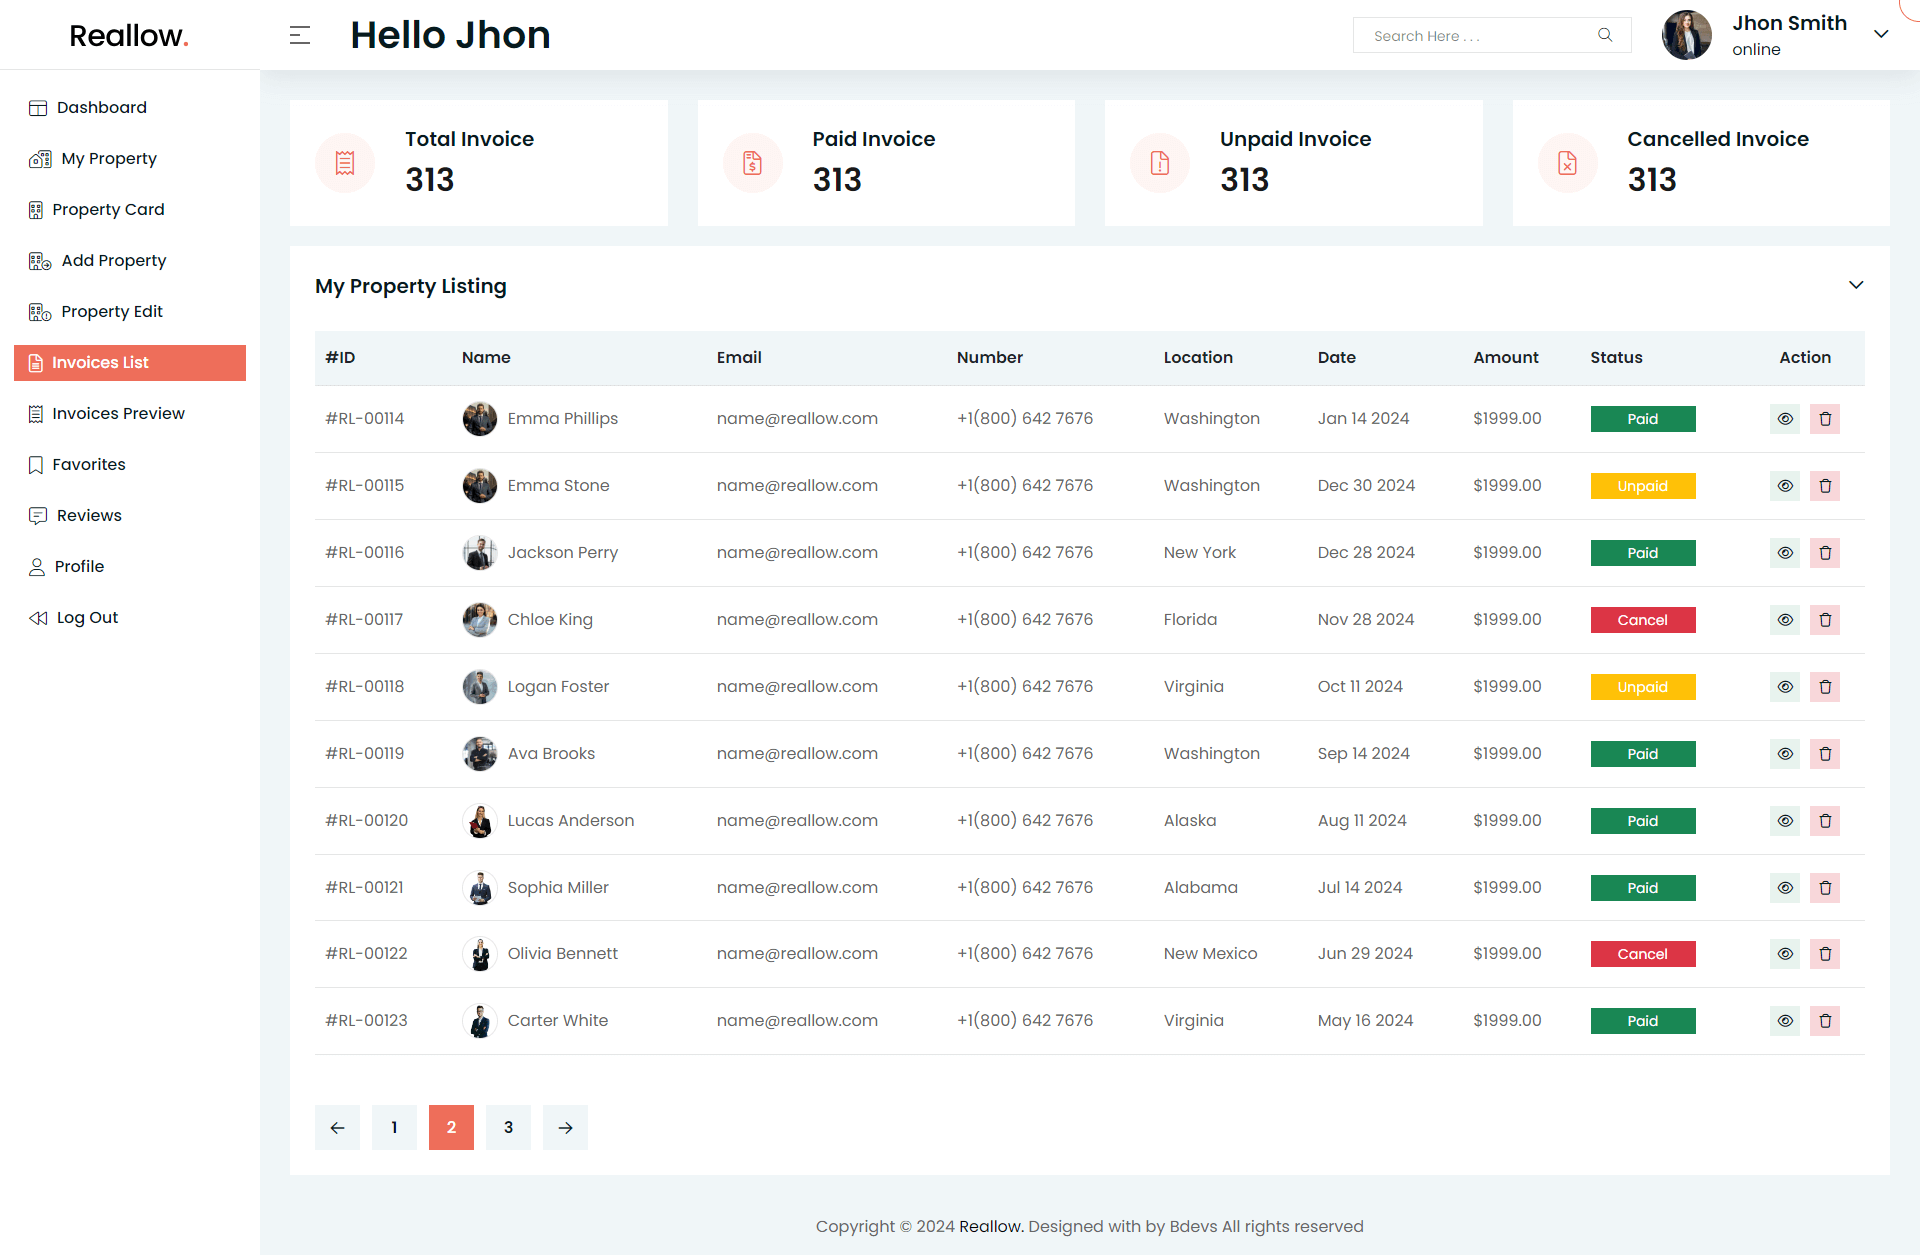 Reallow.
Hello Jhon
Search Here . . .
Jhon Smith
online
Dashboard
My Property
Property Card
Add Property
Property Edit
Invoices List
Invoices Preview
Favorites
Reviews
Profile
Log Out
Total Invoice
313
Paid Invoice
313
Unpaid Invoice
313
Cancelled Invoice
313
My Property Listing
#ID Name Email Number Location Date Amount Status Action
#RL-00114 Emma Phillips name@reallow.com +1(800) 642 7676 Washington Jan 14 2024 $1999.00 Paid
#RL-00115 Emma Stone name@reallow.com +1(800) 642 7676 Washington Dec 30 2024 $1999.00 Unpaid
#RL-00116 Jackson Perry name@reallow.com +1(800) 642 7676 New York Dec 28 2024 $1999.00 Paid
#RL-00117 Chloe King name@reallow.com +1(800) 642 7676 Florida Nov 28 2024 $1999.00 Cancel
#RL-00118 Logan Foster name@reallow.com +1(800) 642 7676 Virginia Oct 11 2024 $1999.00 Unpaid
#RL-00119 Ava Brooks name@reallow.com +1(800) 642 7676 Washington Sep 14 2024 $1999.00 Paid
#RL-00120 Lucas Anderson name@reallow.com +1(800) 642 7676 Alaska Aug 11 2024 $1999.00 Paid
#RL-00121 Sophia Miller name@reallow.com +1(800) 642 7676 Alabama Jul 14 2024 $1999.00 Paid
#RL-00122 Olivia Bennett name@reallow.com +1(800) 642 7676 New Mexico Jun 29 2024 $1999.00 Cancel
#RL-00123 Carter White name@reallow.com +1(800) 642 7676 Virginia May 16 2024 $1999.00 Paid
1 2 3
Copyright © 2024 Reallow. Designed with by Bdevs All rights reserved